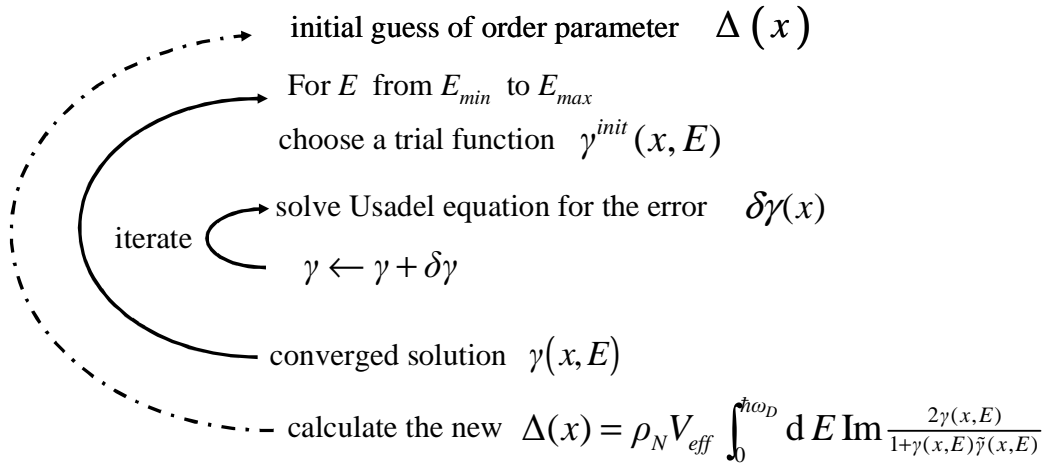 initial guess of order parameter Δ(x)
For E from E_min to E_max
choose a trial function γ^init(x, E)
solve Usadel equation for the error δγ(x)
iterate
γ ← γ + δγ
converged solution γ(x, E)
calculate the new Δ(x) = ρ_N V_eff ∫_0^{ħω_D} d E Im 2γ(x,E) / 1+γ(x,E)γ̃(x,E)